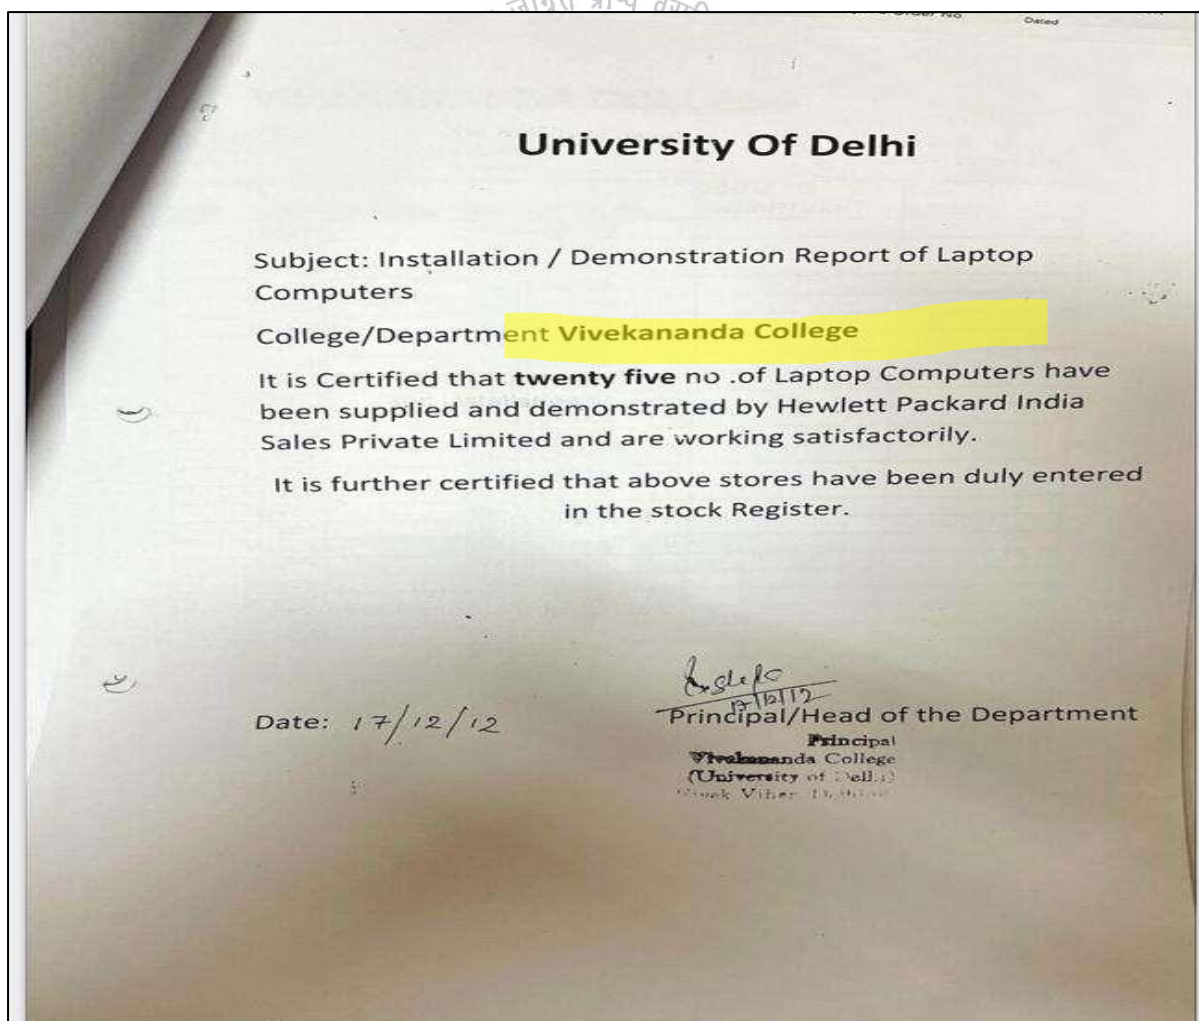 Dated
University Of Delhi
Subject: Installation / Demonstration Report of Laptop
Computers
College/Department Vivekananda College
It is Certified that twenty five no .of Laptop Computers have
been supplied and demonstrated by Hewlett Packard India
Sales Private Limited and are working satisfactorily.
It is further certified that above stores have been duly entered
in the stock Register.
17/12/12
Date: 17/12/12
Principal/Head of the Department
Principal
Vivekananda College
(University of Delhi)
Vivek Vihar